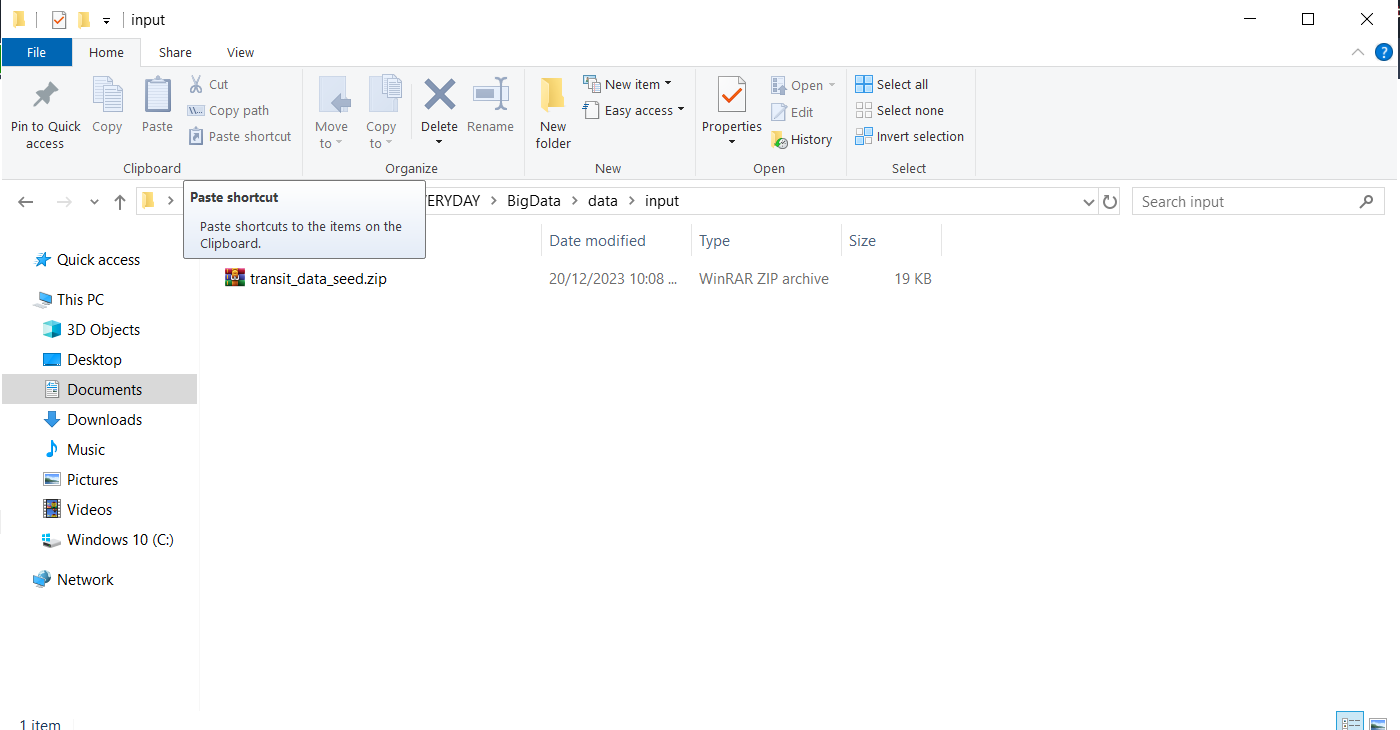 input
File Home Share View
Pin to Quick access
Copy
Paste
Cut
Copy path
Paste shortcut
Clipboard
Move to
Copy to
Delete
Rename
Organize
New folder
New item
Easy access
New
Properties
Open
Edit
History
Open
Select all
Select none
Invert selection
Select
Paste shortcut
Paste shortcuts to the items on the
Clipboard.
BigData data input
Search input
Date modified Type Size
transit_data_seed.zip 20/12/2023 10:08 ... WinRAR ZIP archive 19 KB
Quick access
This PC
3D Objects
Desktop
Documents
Downloads
Music
Pictures
Videos
Windows 10 (C:)
Network
1 item